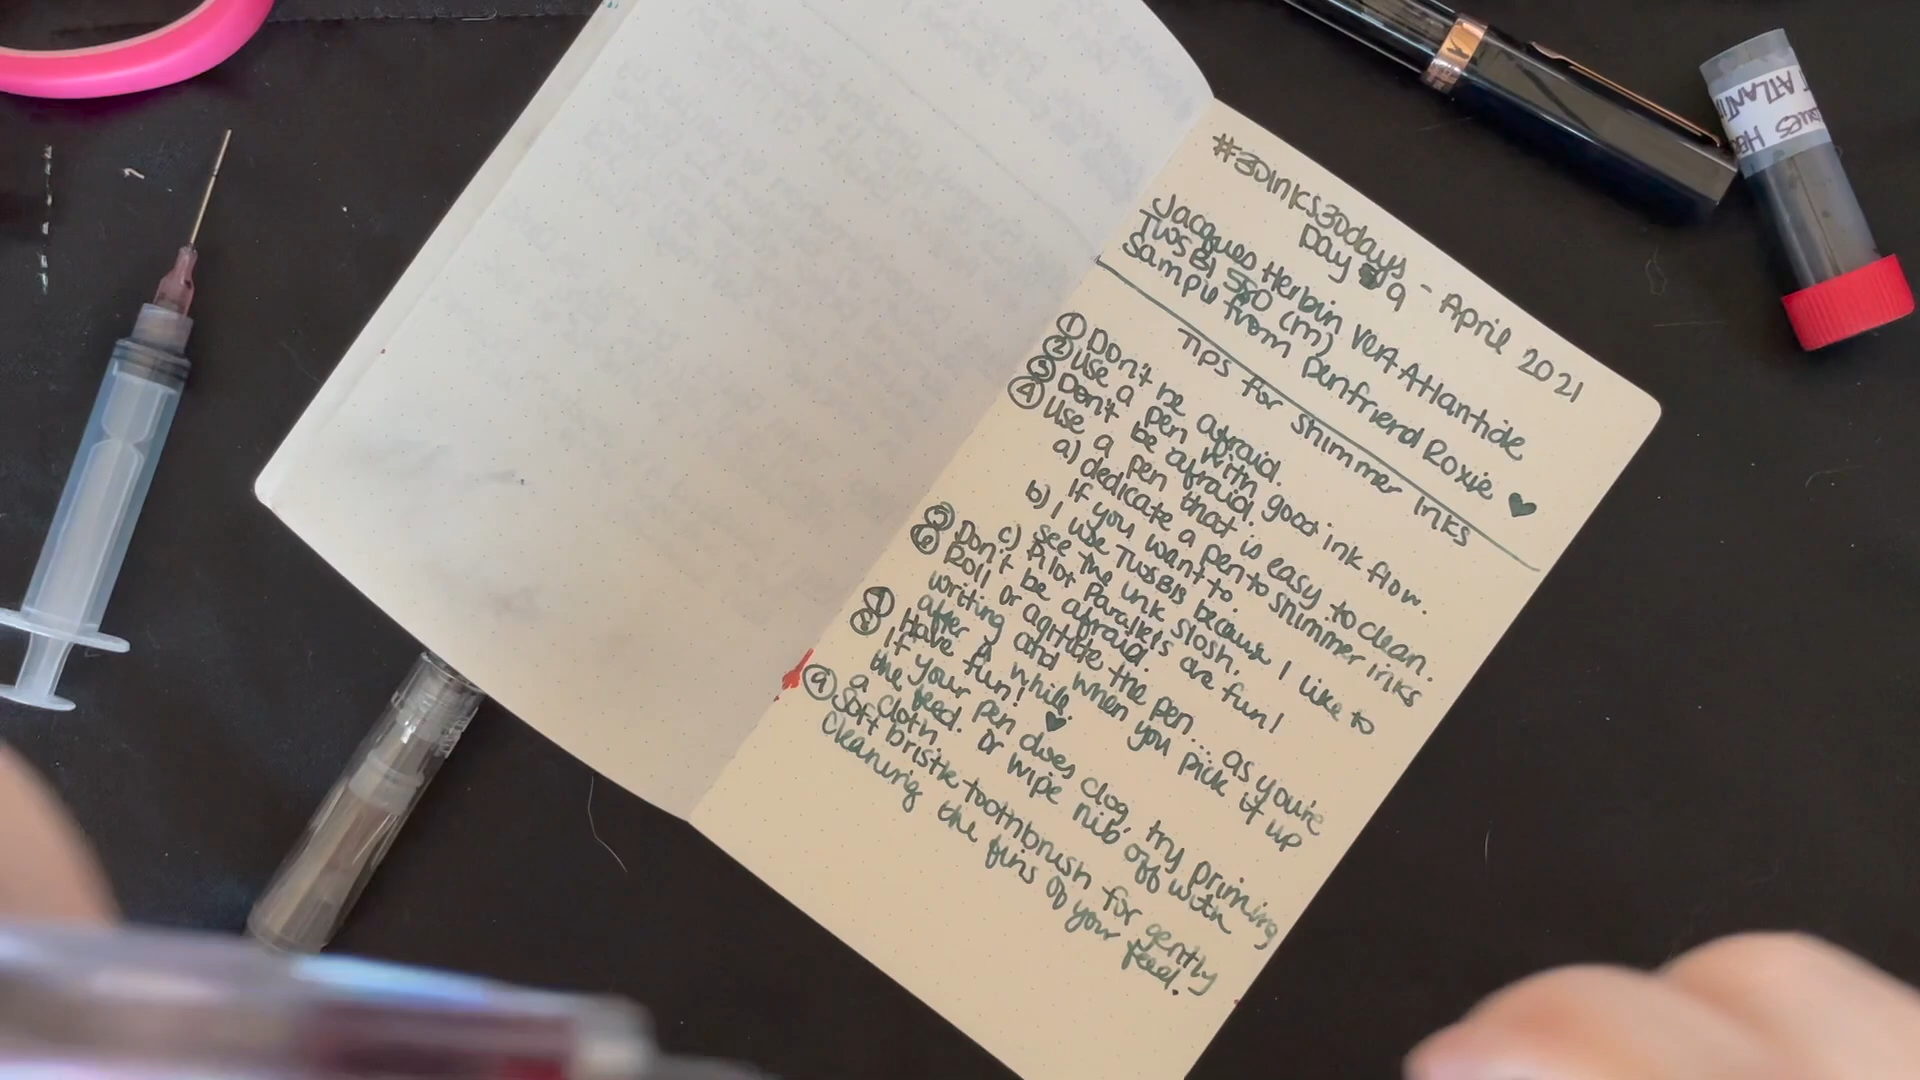 #30inks30days - April 2021
Day 9
Jacques Herbin Vert Atlantide
TWSBI 580 (m)
Sample from penfriend Roxie ♥
Tips for Shimmer Inks
① Don't be afraid.
② Use a pen with good ink flow.
③ Don't be afraid.
④ Use a pen that is easy to clean.
a) dedicate a pen to shimmer inks
if you want to.
b) I use TWSBIs because I like to
see the ink slosh.
c) Pilot Parallels are fun!
⑤ Don't be afraid.
⑥ Roll or agitate the pen... as you're
writing and when you pick it up
after a while.
⑦ Have fun! ♥
⑧ If your pen does clog, try priming
the feed. Or wipe nib off with
a cloth.
⑨ Soft bristle toothbrush for gently
cleaning the fins of your feed.
ATLANTI